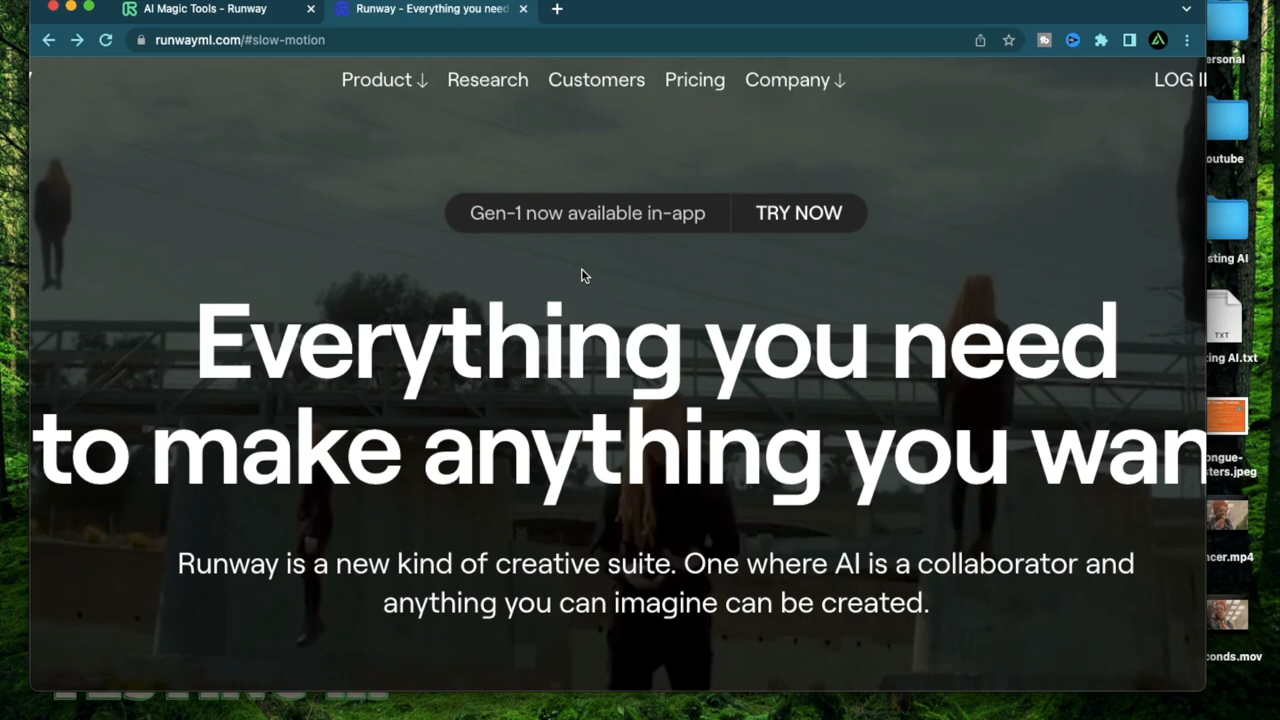 AI Magic Tools - Runway
Runway - Everything you need
runwayml.com/#slow-motion
Product ↓ Research Customers Pricing Company ↓
LOG I
Gen-1 now available in-app TRY NOW
Everything you need
to make anything you wan
Runway is a new kind of creative suite. One where AI is a collaborator and
anything you can imagine can be created.
ersonal
outube
sting AI
TXT
ing AI.txt
ongue-
sters.jpeg
ncer.mp4
conds.mov